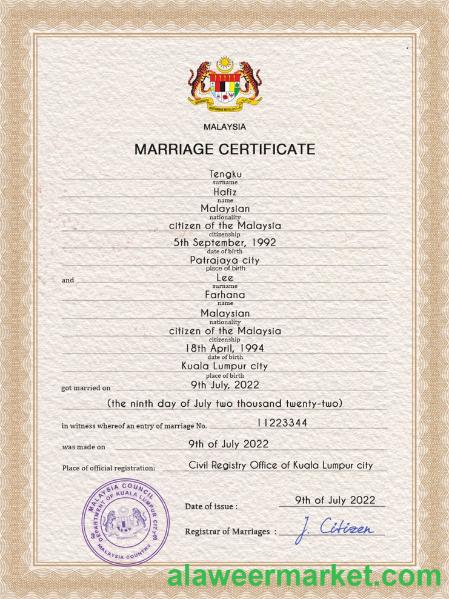 MALAYSIA
MARRIAGE CERTIFICATE
Tengku
surname
Hafiz
name
Malaysian
nationality
citizen of the Malaysia
citizenship
5th September, 1992
date of birth
Patrajaya city
place of birth
and
Lee
surname
Farhana
name
Malaysian
nationality
citizen of the Malaysia
citizenship
18th April, 1994
date of birth
Kuala Lumpur city
place of birth
got married on 9th July, 2022
(the ninth day of July two thousand twenty-two)
in witness whereof an entry of marriage No. 11223344
was made on 9th of July 2022
Place of official registration: Civil Registry Office of Kuala Lumpur city
MALAYSIA COUNCIL
DEPARTMENT OF KUALA LUMPUR CITY
MALAYSIA COUNTRY
Date of issue : 9th of July 2022
Registrar of Marriages : J. Citizen
alaweermarket.com